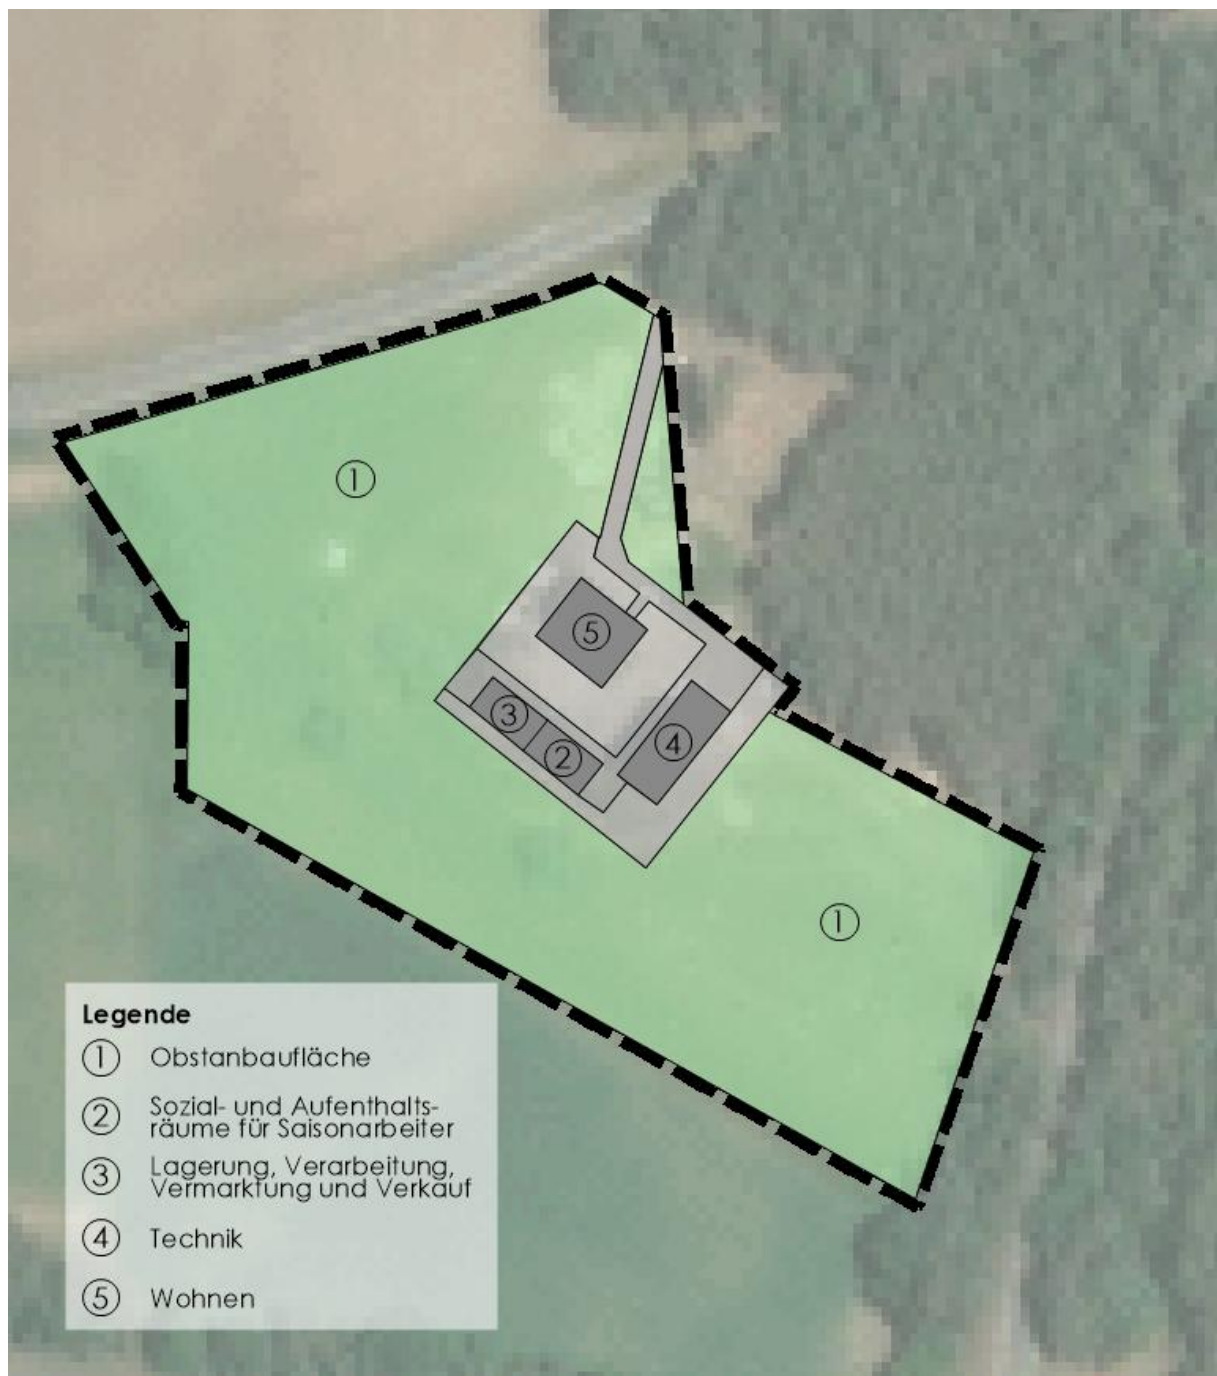 ①
⑤
③
②
④
①
Legende
① Obstanbaufläche
② Sozial- und Aufenthalts-
räume für Saisonarbeiter
③ Lagerung, Verarbeitung,
Vermarktung und Verkauf
④ Technik
⑤ Wohnen